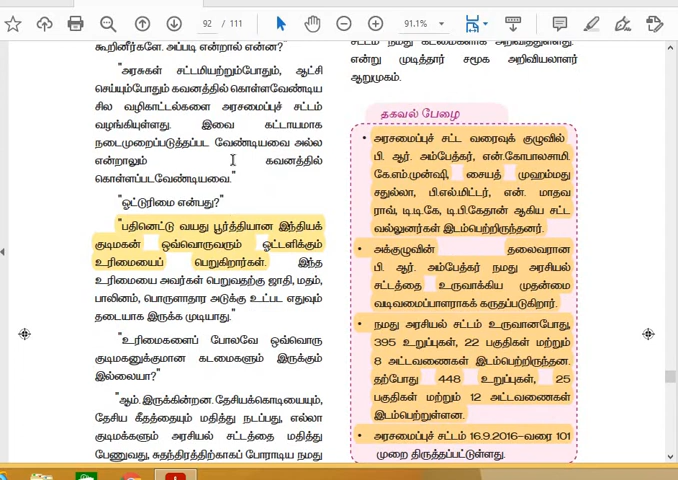 92 / 111
91.1%
கூறினீர்களே. அப்படி என்றால் என்ன?
"அரசுகள் சட்டமியற்றும்போதும், ஆட்சி
செய்யும்போதும் கவனத்தில் கொள்ளவேண்டிய
சில வழிகாட்டல்களை அரசமைப்புச் சட்டம்
வழங்கியுள்ளது. இவை கட்டாயமாக
நடைமுறைப்படுத்தப்பட வேண்டியவை அல்ல
என்றாலும் கவனத்தில்
கொள்ளப்படவேண்டியவை."
"ஓட்டுரிமை என்பது?"
"பதினெட்டு வயது பூர்த்தியான இந்தியக்
குடிமகன் ஒவ்வொருவரும் ஓட்டளிக்கும்
உரிமையைப் பெறுகிறார்கள். இந்த
உரிமையை அவர்கள் பெறுவதற்கு ஜாதி, மதம்,
பாலினம், பொருளாதார அடுக்கு உட்பட எதுவும்
தடையாக இருக்க முடியாது."
"உரிமைகளைப் போலவே ஒவ்வொரு
குடிமகனுக்குமான கடமைகளும் இருக்கும்
இல்லையா?"
"ஆம். இருக்கின்றன. தேசியக்கொடியையும்,
தேசிய கீதத்தையும் மதித்து நடப்பது, எல்லா
குடிமக்களும் அரசியல் சட்டத்தை மதித்து
பேணுவது, சுதந்திரத்திற்காகப் போராடிய நமது
சட்டம் நமது கடமைகளாக அறிவித்துள்ளது.
என்று முடித்தார் சமூக அறிவியலாளர்
ஆறுமுகம்.
தகவல் பேழை
• அரசமைப்புச் சட்ட வரைவுக் குழுவில்
பி. ஆர். அம்பேத்கர், என்.கோபாலசாமி.
கே.எம்.முன்ஷி, சையத் முஹம்மது
சதுல்லா, பி.எல்.மிட்டர், என். மாதவ
ராவ், டி.டி.கே, டி.பி.கேதான் ஆகிய சட்ட
வல்லுனர்கள் இடம்பெற்றிருந்தனர்.
• அக்குழுவின் தலைவரான
பி. ஆர். அம்பேத்கர் நமது அரசியல்
சட்டத்தை உருவாக்கிய முதன்மை
வடிவமைப்பாளராகக் கருதப்படுகிறார்.
• நமது அரசியல் சட்டம் உருவானபோது,
395 உறுப்புகள், 22 பகுதிகள் மற்றும்
8 அட்டவணைகள் இடம்பெற்றிருந்தன.
தற்போது 448 உறுப்புகள், 25
பகுதிகள் மற்றும் 12 அட்டவணைகள்
இடம்பெற்றுள்ளன.
• அரசமைப்புச் சட்டம் 16.9.2016-வரை 101
முறை திருத்தப்பட்டுள்ளது.